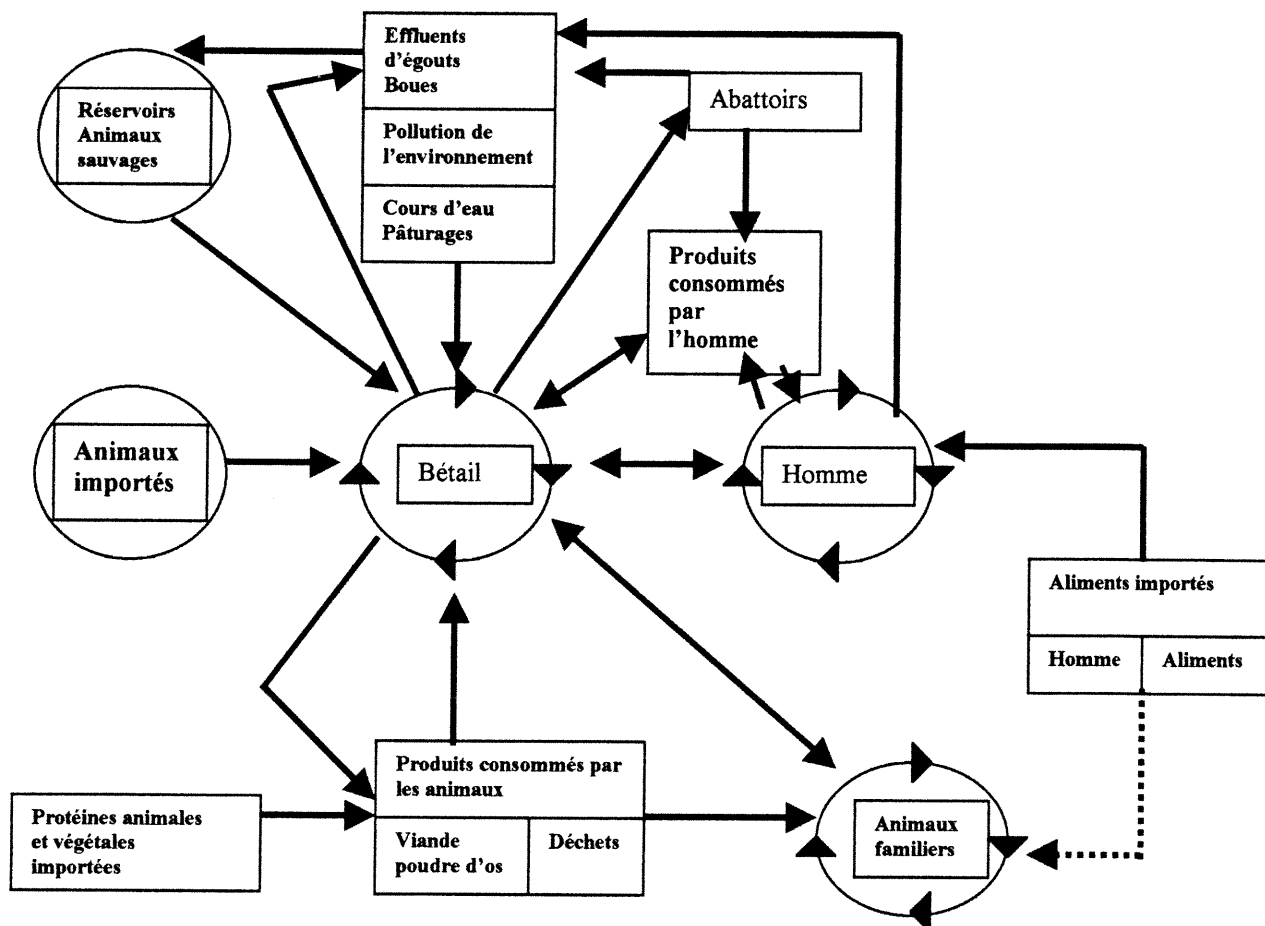 Effluents
d'égouts
Boues
Pollution de
l'environnement
Cours d'eau
Pâturages
Réservoirs
Animaux
sauvages
Abattoirs
Produits
consommés
par
l'homme
Animaux
importés
Bétail
Homme
Aliments importés
Homme
Aliments
Produits consommés par
les animaux
Viande
poudre d'os
Déchets
Protéines animales
et végétales
importées
Animaux
familiers